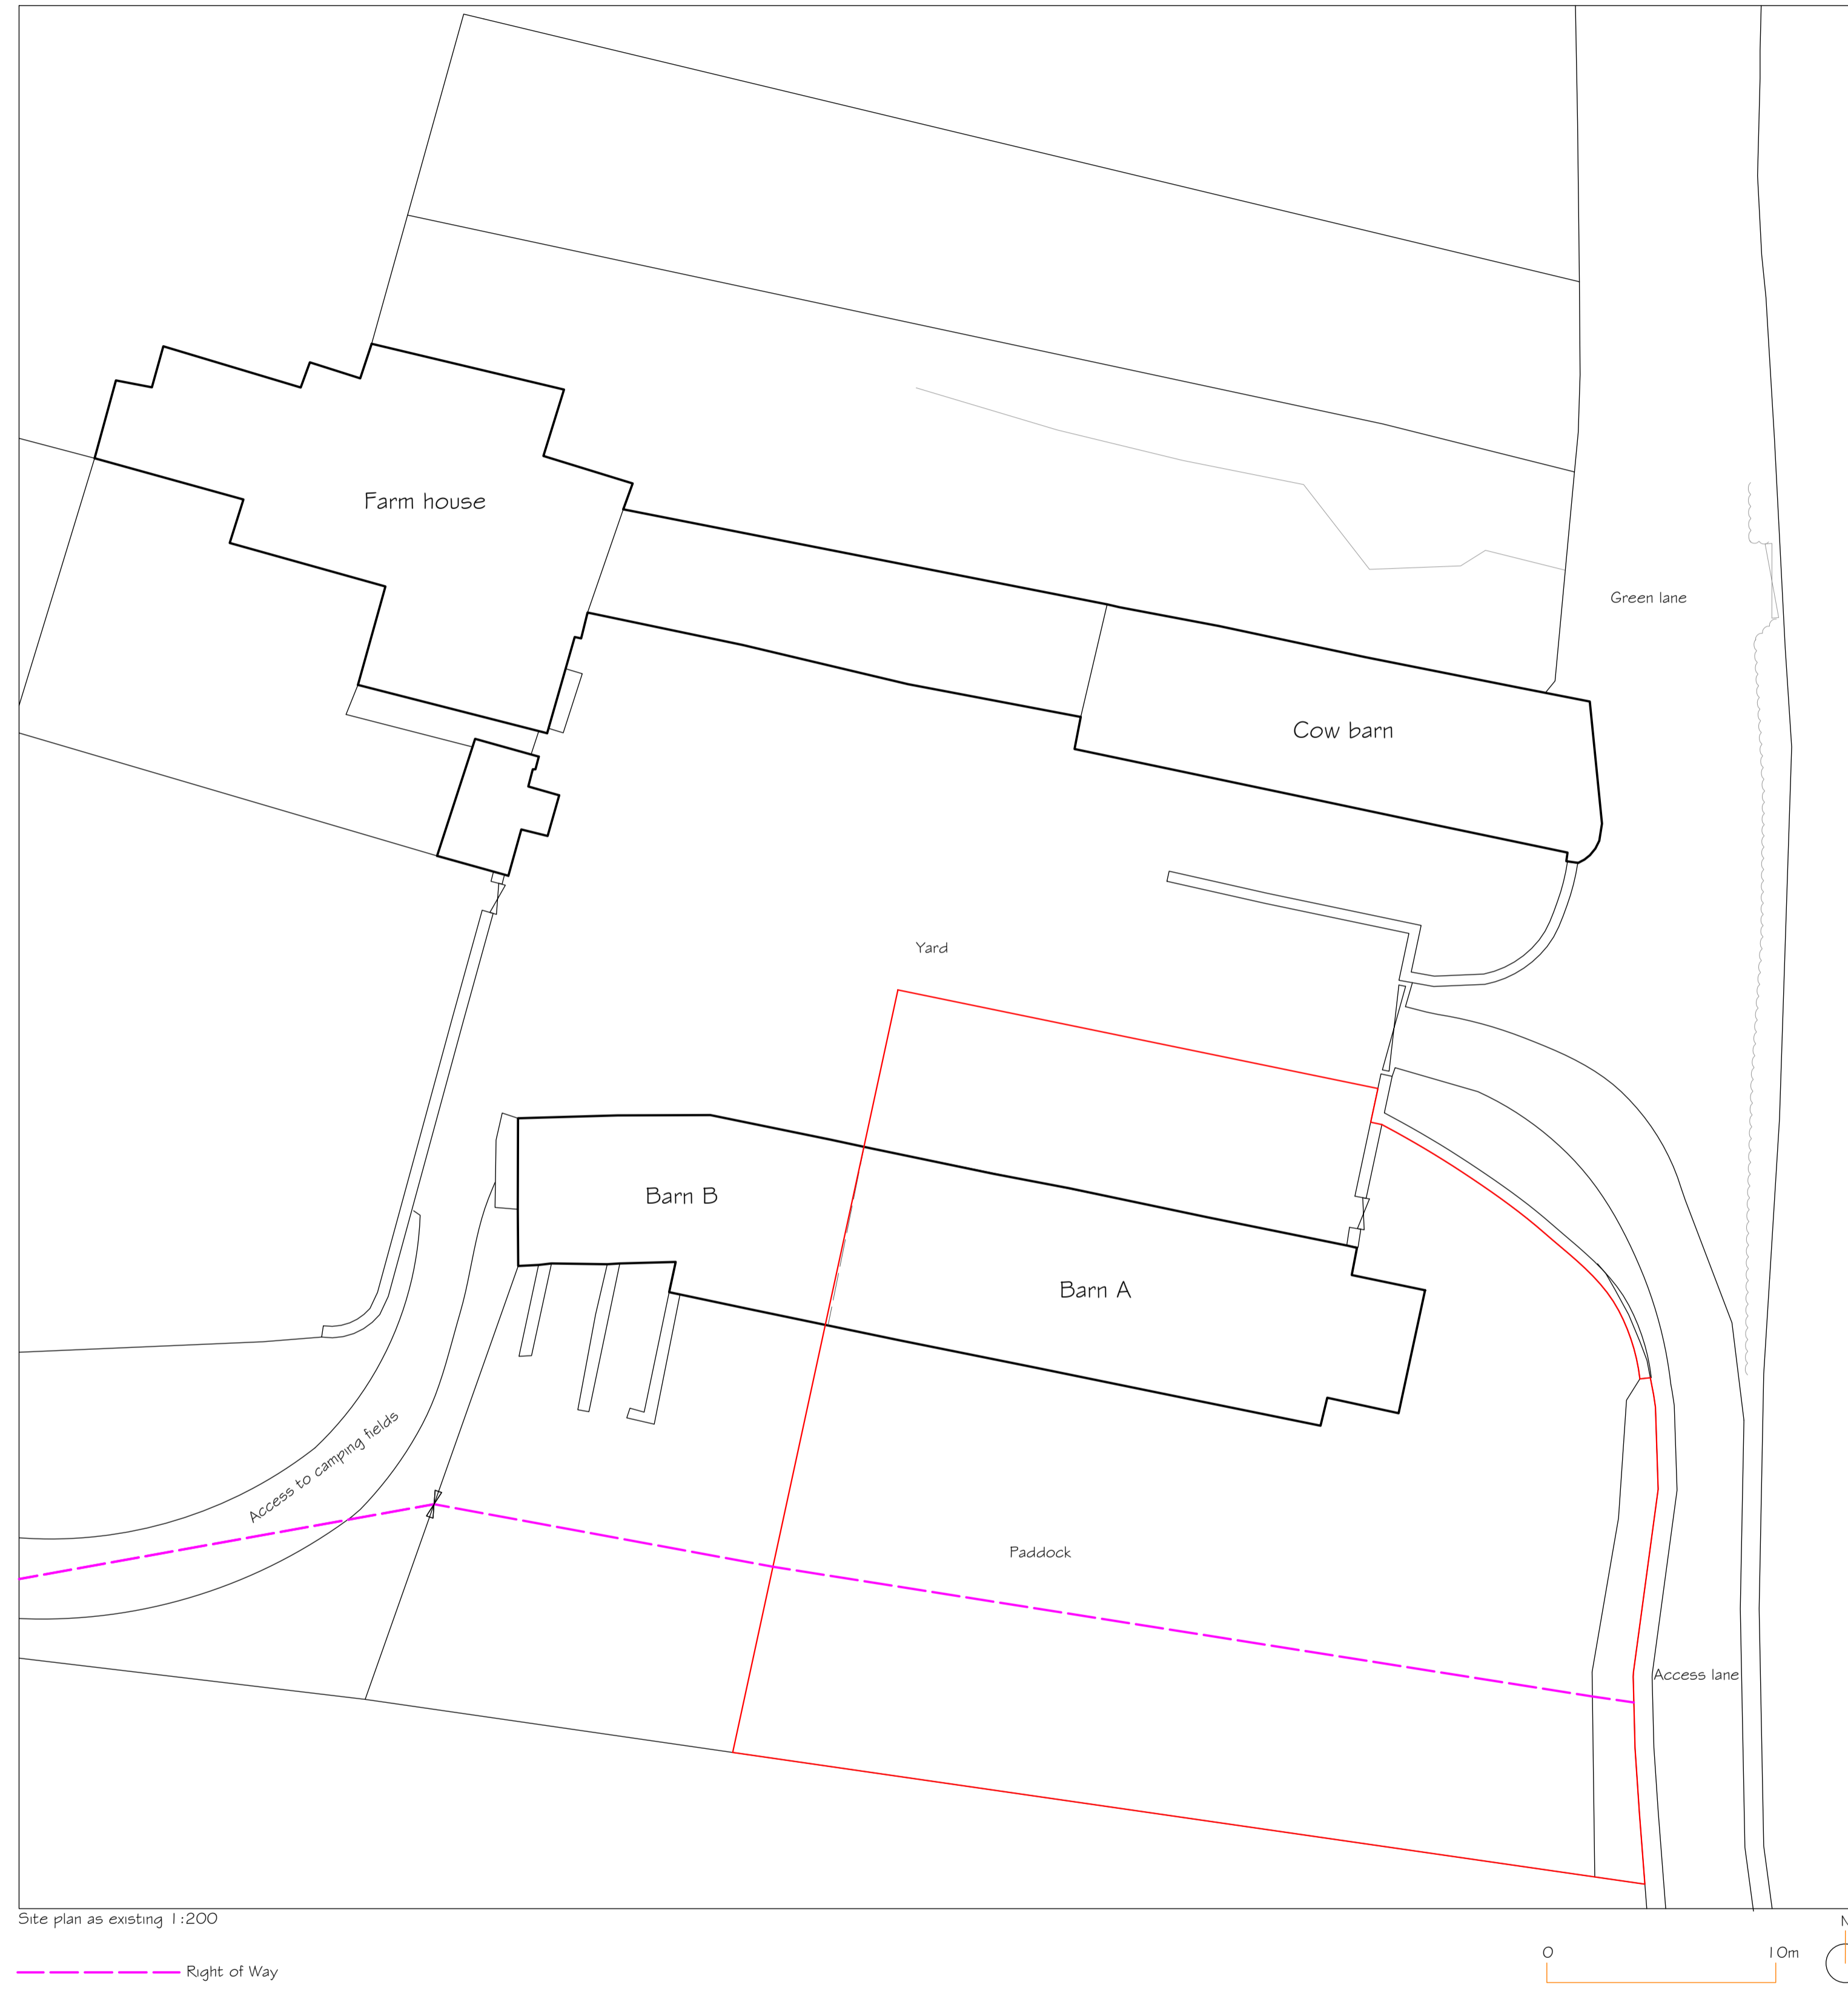 Farm house
Green lane
Cow barn
Yard
Barn B
Barn A
Access to camping fields
Paddock
Access lane
Site plan as existing 1:200
0
10m
Right of Way